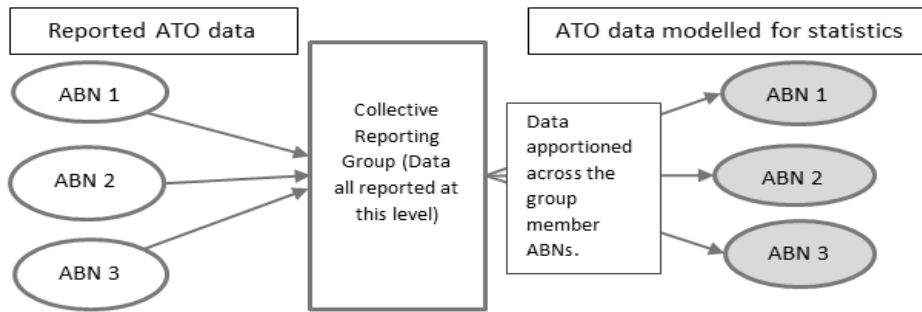 Reported ATO data
ATO data modelled for statistics
ABN 1
ABN 2
ABN 3
Collective
Reporting
Group (Data
all reported at
this level)
Data
apportioned
across the
group
member
ABNs.
ABN 1
ABN 2
ABN 3